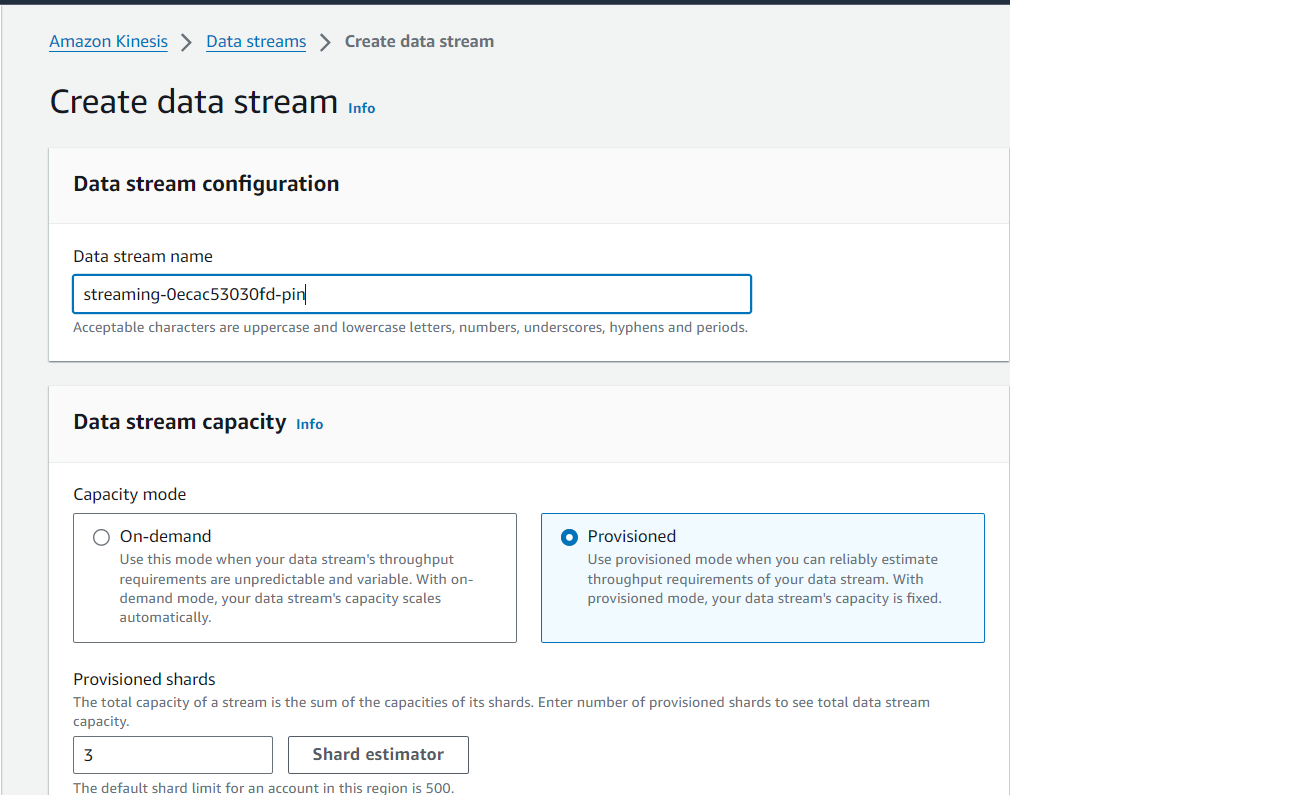 Amazon Kinesis > Data streams > Create data stream
Create data stream Info
Data stream configuration
Data stream name
streaming-0ecac53030fd-pin
Acceptable characters are uppercase and lowercase letters, numbers, underscores, hyphens and periods.
Data stream capacity Info
Capacity mode
On-demand
Use this mode when your data stream's throughput
requirements are unpredictable and variable. With on-
demand mode, your data stream's capacity scales
automatically.
Provisioned
Use provisioned mode when you can reliably estimate
throughput requirements of your data stream. With
provisioned mode, your data stream's capacity is fixed.
Provisioned shards
The total capacity of a stream is the sum of the capacities of its shards. Enter number of provisioned shards to see total data stream
capacity.
3 Shard estimator
The default shard limit for an account in this region is 500.